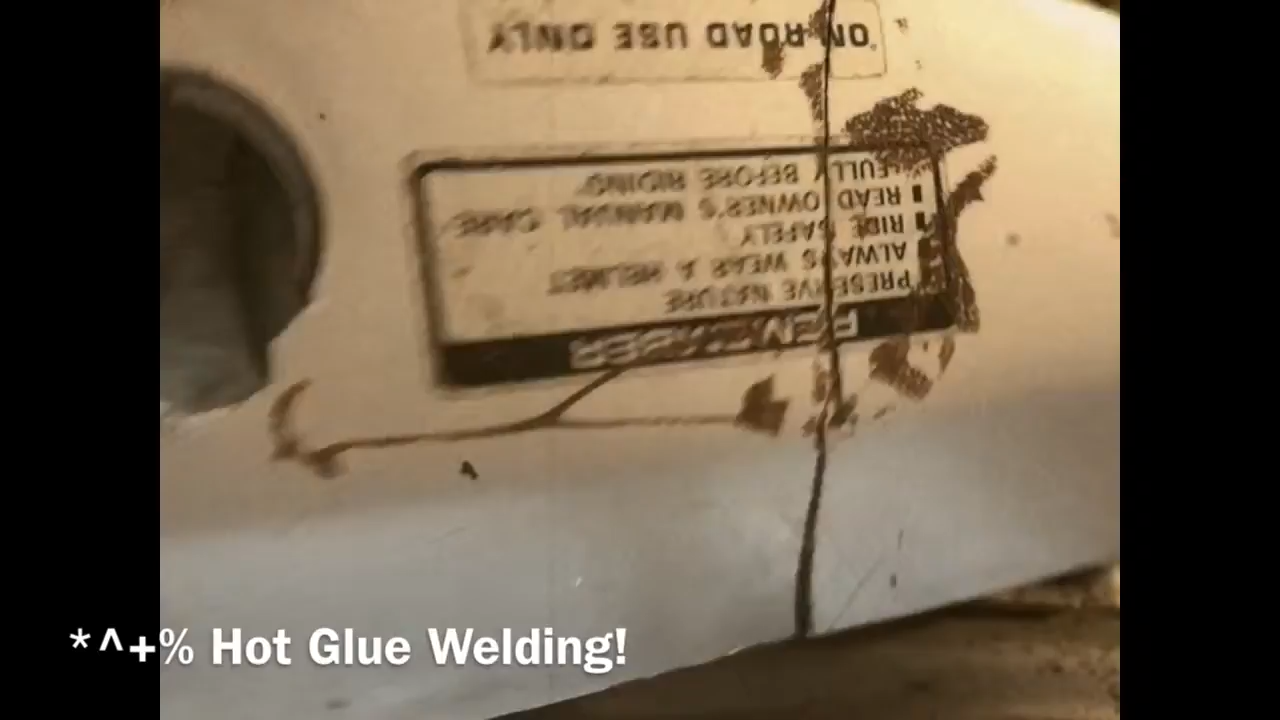 REMEMBER
PRESERVE NATURE
ALWAYS WEAR A HELMET
RIDE SAFELY
READ OWNER'S MANUAL CARE-
FULLY BEFORE RIDING
ON-ROAD USE ONLY
*^+% Hot Glue Welding!